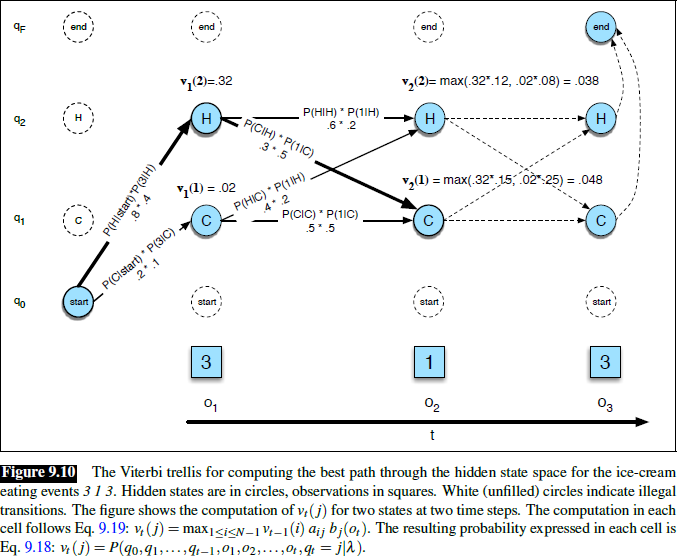 qF end end end end
v1(2)=.32 v2(2)= max(.32*.12, .02*.08) = .038
q2 H H H H
P(H|H) * P(1|H)
.6 * .2
P(C|H) * P(1|C)
.3 * .5
P(H|start)*P(3|H)
.8 * .4
v1(1) = .02 v2(1) = max(.32*.15, .02*.25) = .048
P(H|C) * P(1|H)
.4 * .2
q1 C C C C
P(C|C) * P(1|C)
.5 * .5
P(C|start) * P(3|C)
.2 * .1
q0 start start start start
3 1 3
o1 o2 o3
t
Figure 9.10 The Viterbi trellis for computing the best path through the hidden state space for the ice-cream
eating events 3 1 3. Hidden states are in circles, observations in squares. White (unfilled) circles indicate illegal
transitions. The figure shows the computation of vt(j) for two states at two time steps. The computation in each
cell follows Eq. 9.19: vt(j) = max1≤i≤N−1 vt−1(i) aij bj(ot). The resulting probability expressed in each cell is
Eq. 9.18: vt(j) = P(q0,q1,…,qt−1,o1,o2,…,ot,qt = j|λ).